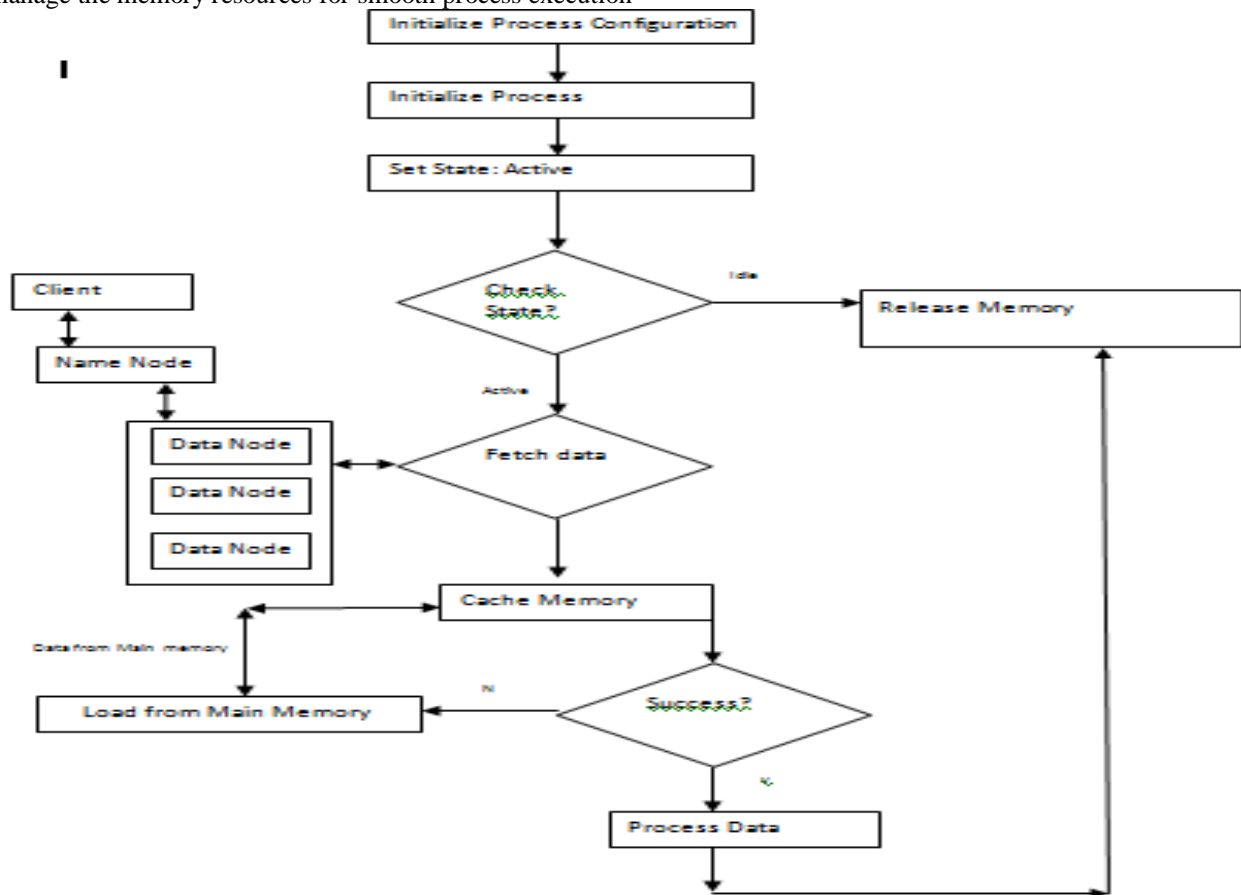 manage the memory resources for smooth process execution
Initialize Process Configuration
I
Initialize Process
Set State: Active
Check
State?
Idle
Release Memory
Client
Name Node
Active
Data Node
Data Node
Data Node
Fetch data
Cache Memory
Data from Main memory
Load from Main Memory
N
Success?
Y
Process Data